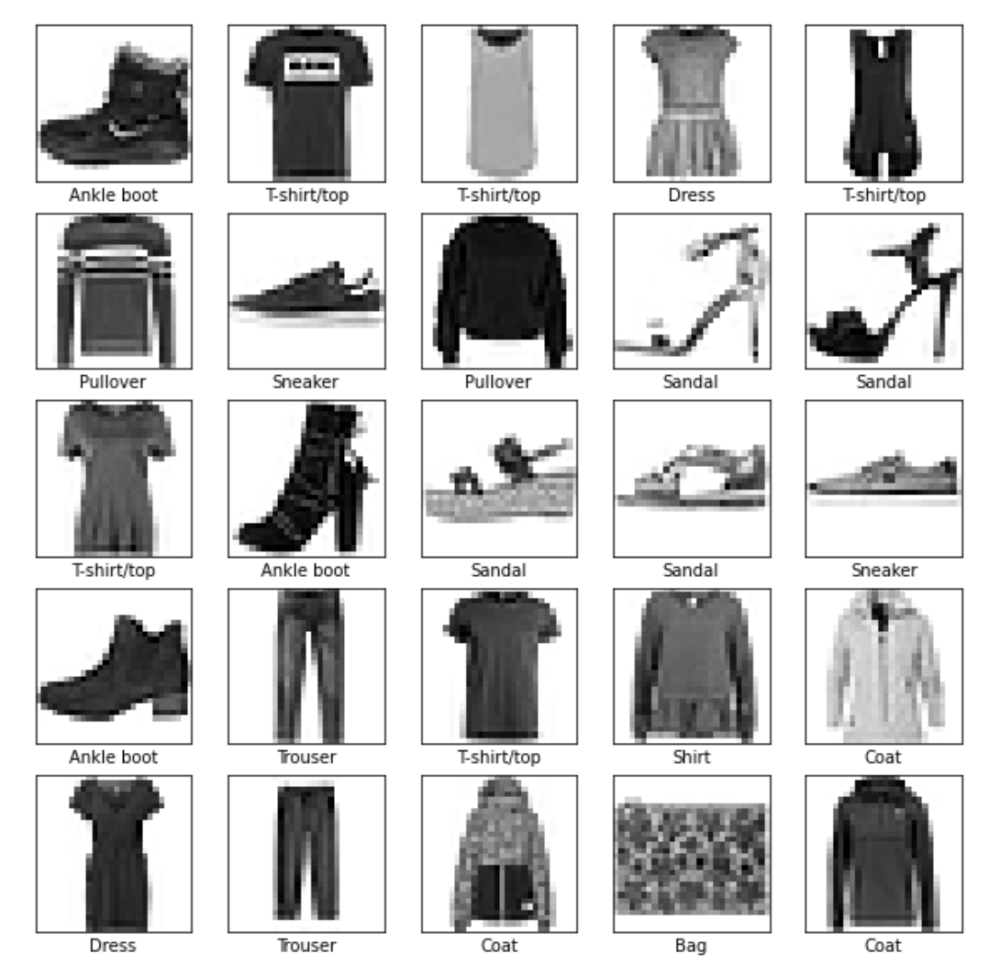 Ankle boot T-shirt/top T-shirt/top Dress T-shirt/top
Pullover Sneaker Pullover Sandal Sandal
T-shirt/top Ankle boot Sandal Sandal Sneaker
Ankle boot Trouser T-shirt/top Shirt Coat
Dress Trouser Coat Bag Coat